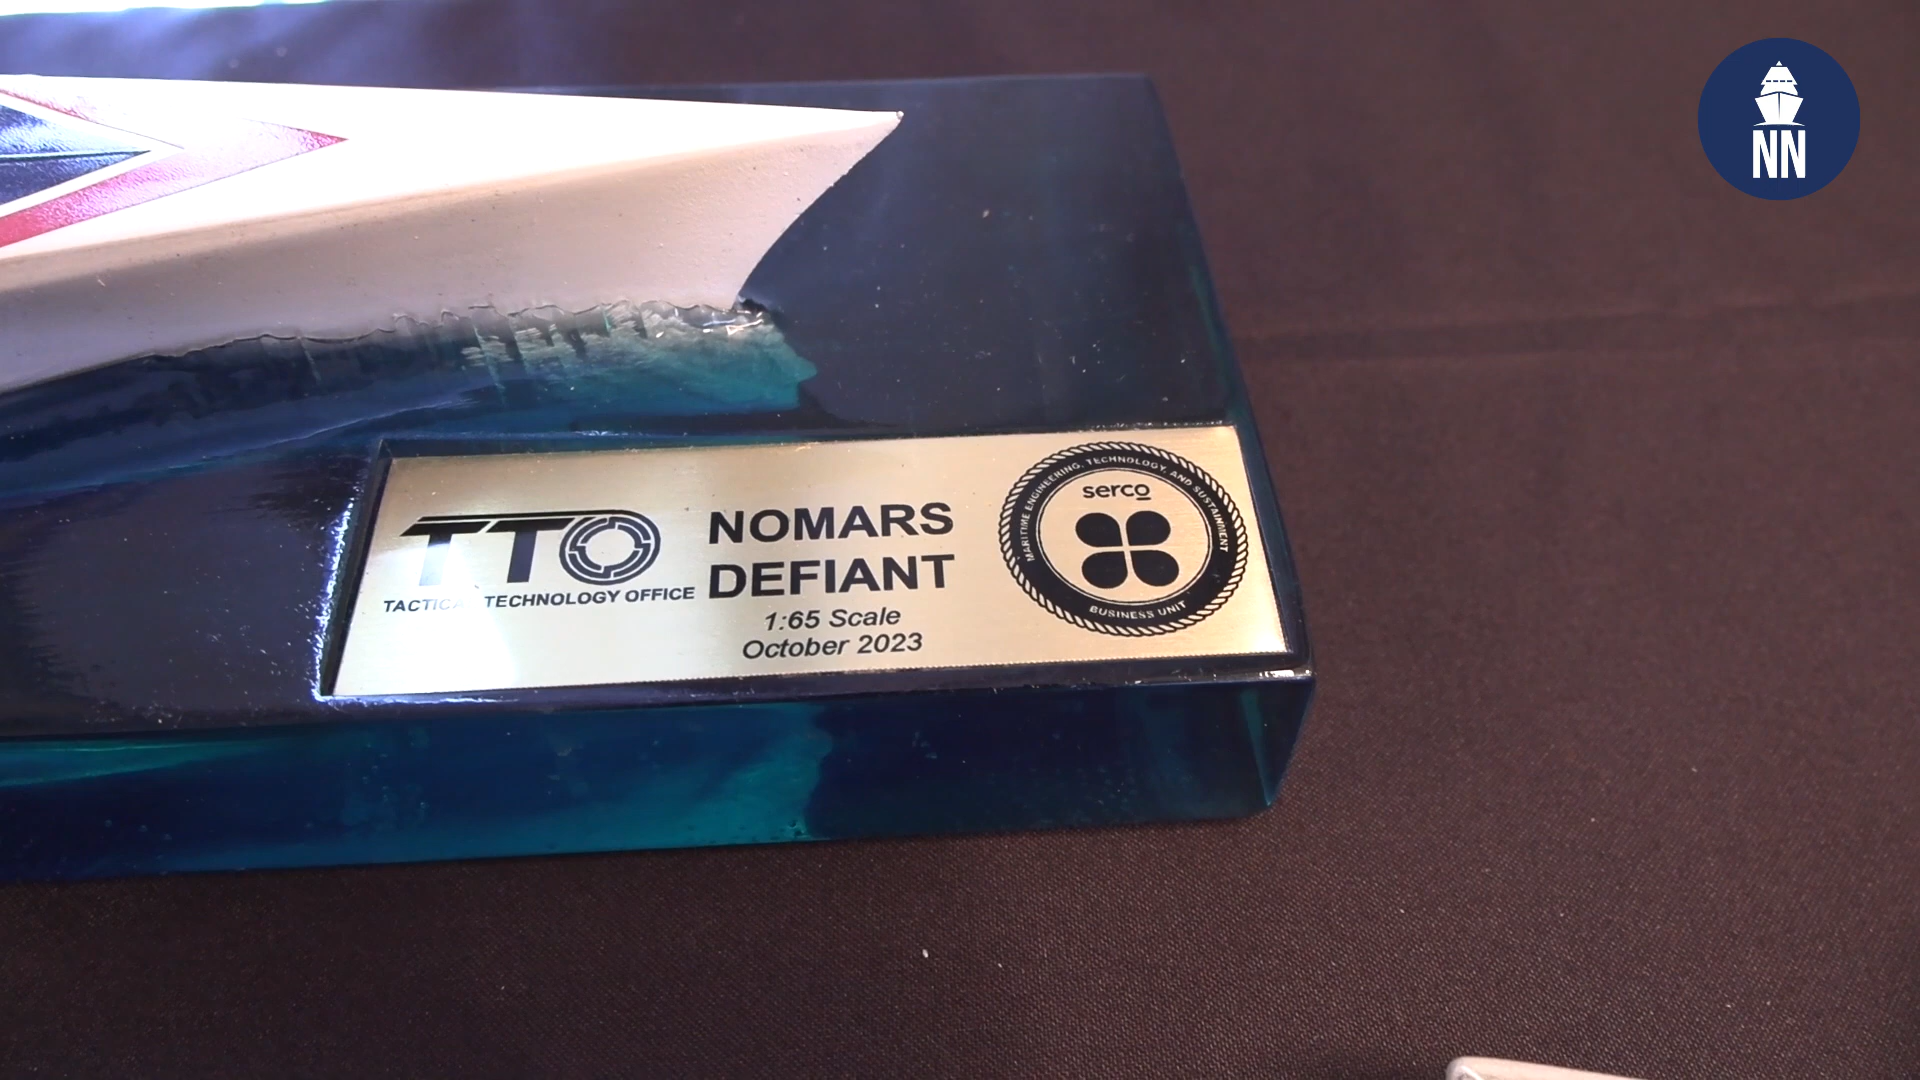 NN
TTO
TACTICAL TECHNOLOGY OFFICE
NOMARS
DEFIANT
1:65 Scale
October 2023
MARITIME ENGINEERING, TECHNOLOGY, AND SUSTAINMENT
serco
BUSINESS UNIT